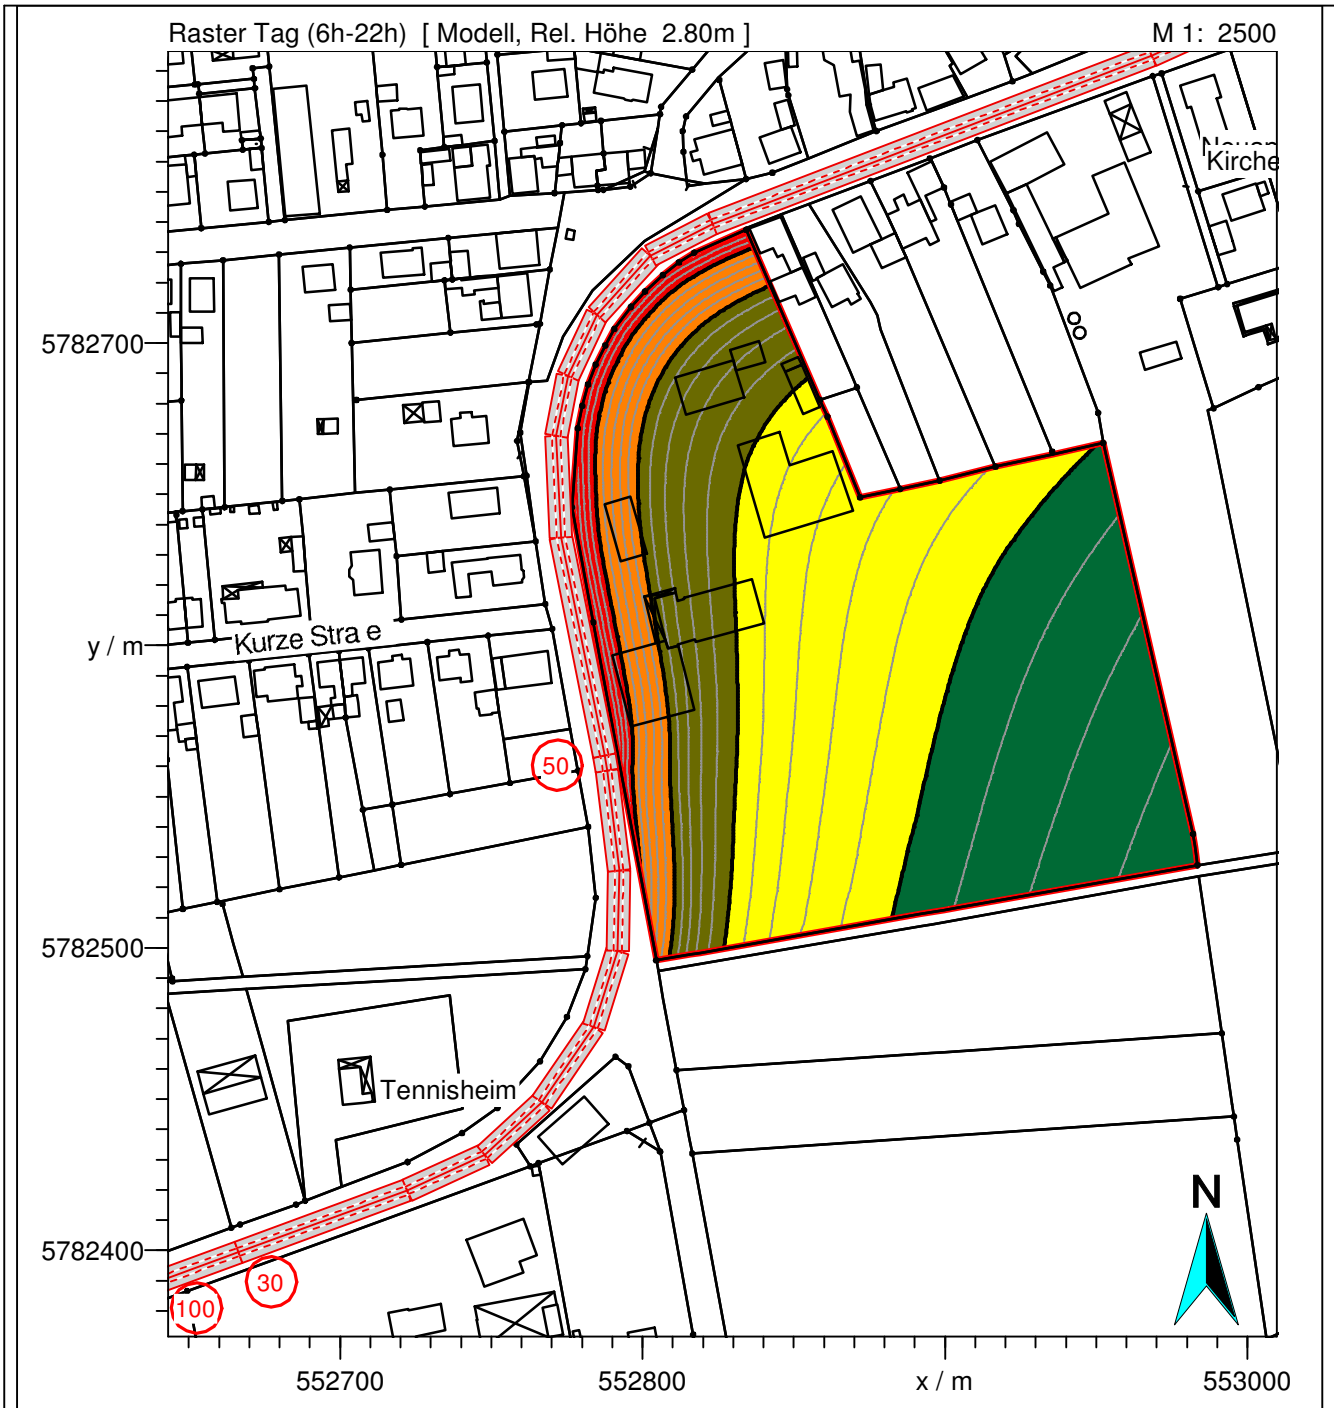 Raster Tag (6h-22h) [ Modell, Rel. Höhe 2.80m ]
M 1: 2500
Kirche
5782700
Kurze Stra e
y / m
50
5782500
Tennisheim
N
5782400
30
100
552700
552800
x / m
553000